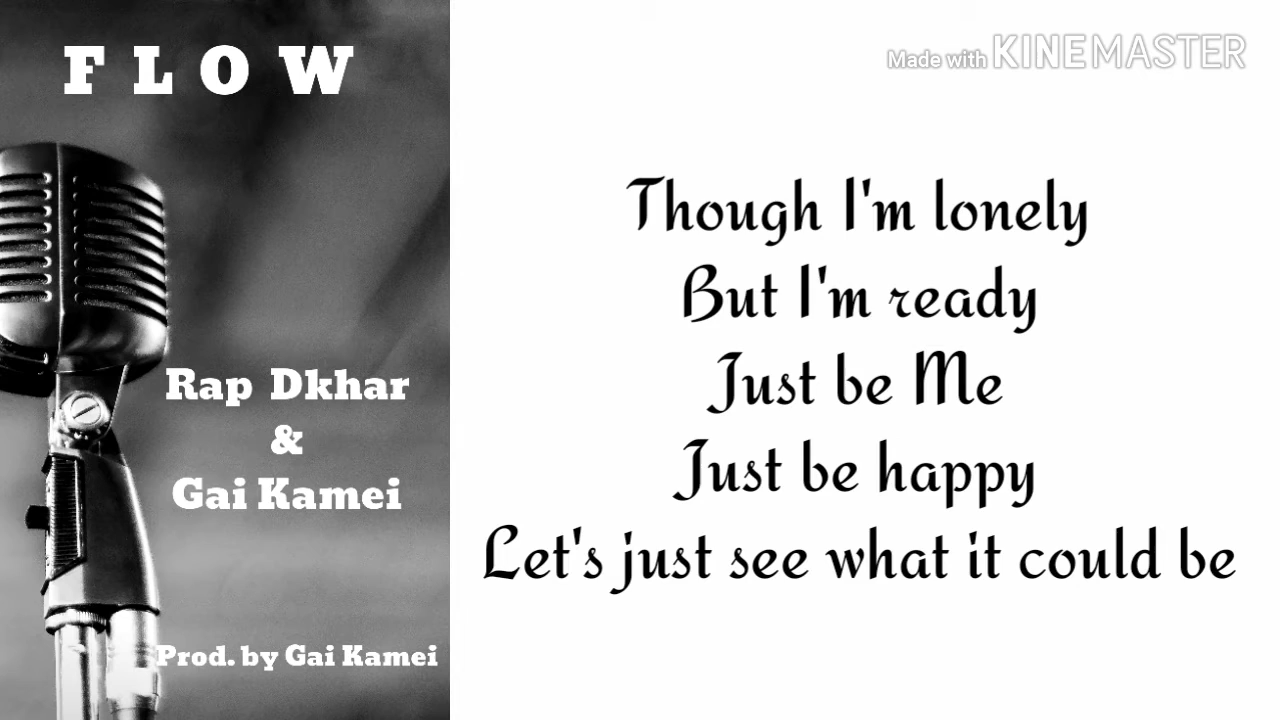 FLOW
Rap Dkhar
&
Gai Kamei
Prod. by Gai Kamei
Made with KINEMASTER
Though I'm lonely
But I'm ready
Just be Me
Just be happy
Let's just see what it could be